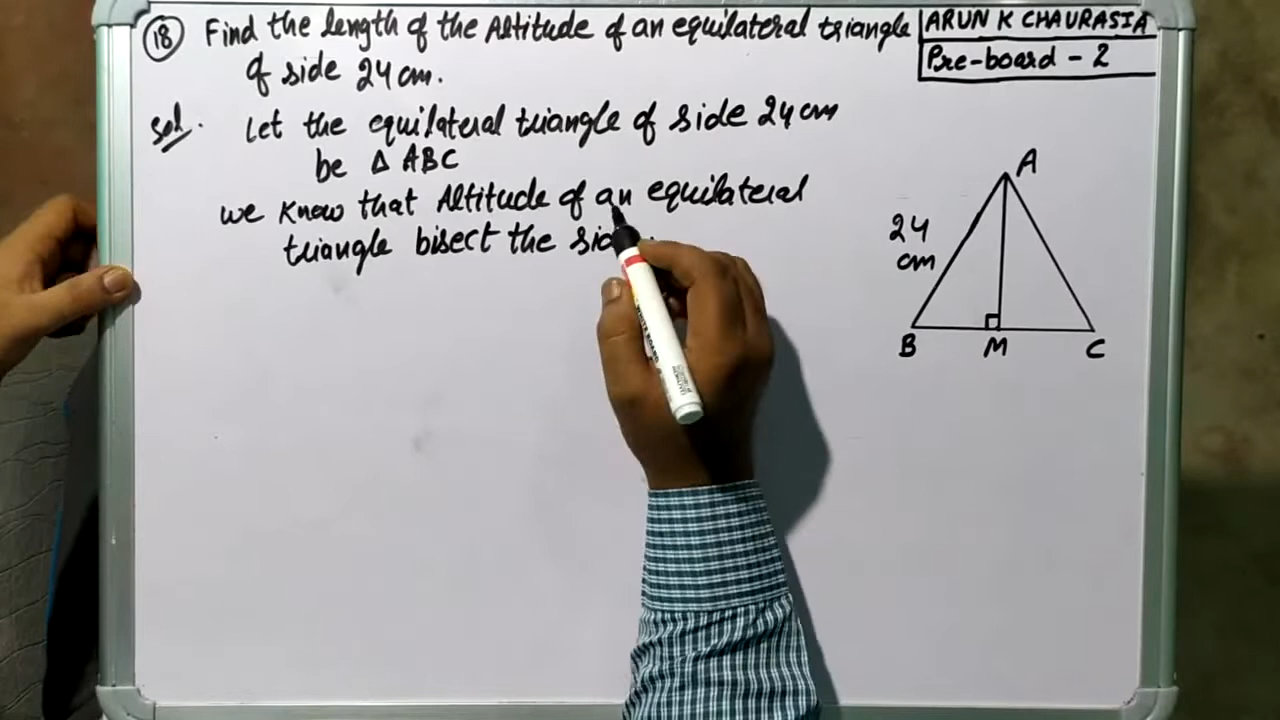 18 Find the length of the Altitude of an equilateral triangle
of side 24 cm.
ARUN K CHAURASIA
Pre-board - 2
Sol. Let the equilateral triangle of side 24 cm
be Δ ABC
we know that Altitude of an equilateral
triangle bisect the
A
24
cm
B
M
C